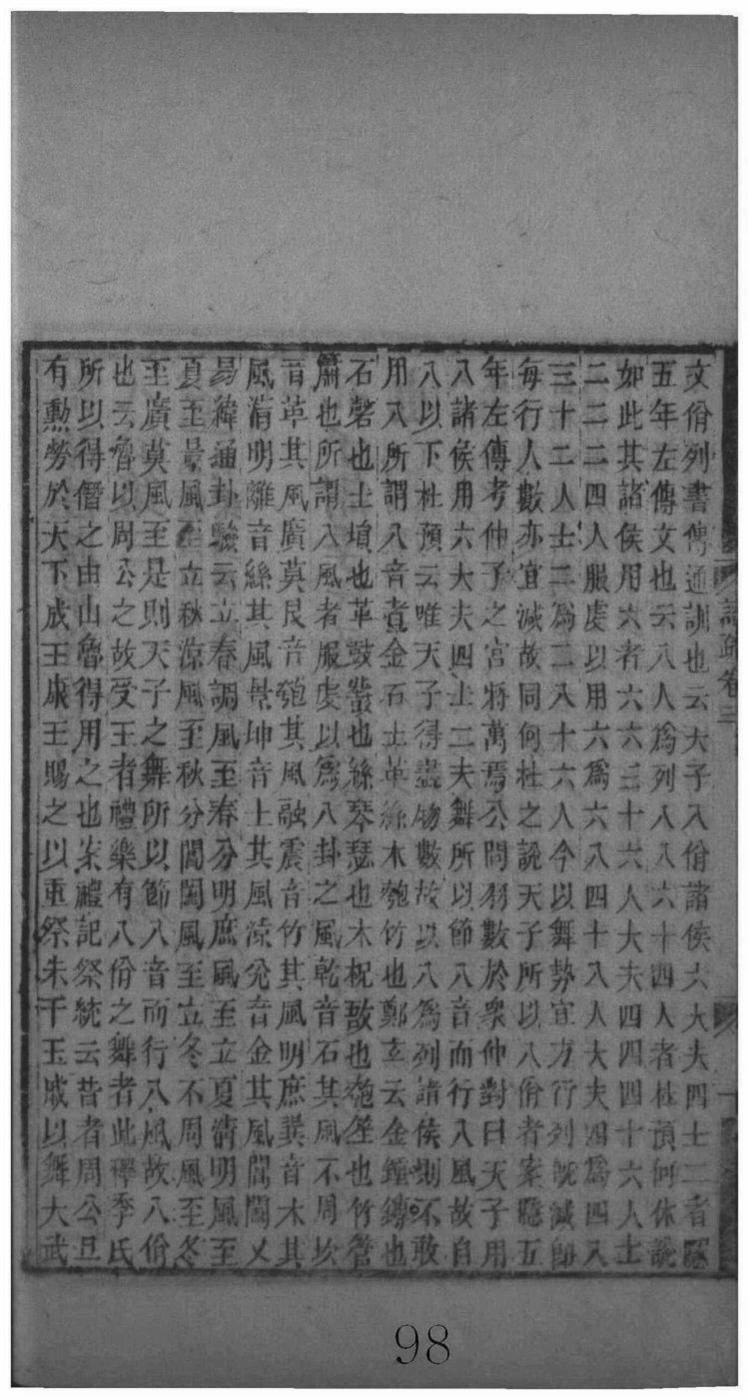 文佾列書傳通訓也云天子八佾諸侯六大夫四士二者隱
五年左傳文也云八人爲列八八六十四人者杜預何休說
如此其諸侯用六者六六三十六人大夫四四四十六人士
二二二四人服虔以用六爲六八四十八人大夫四爲四八
三十二人士二爲二八十六人今以舞勢宜方行列旣減卽
每行人數亦宜減故同何杜之說天子所以八佾者案隱五
年左傳考仲子之宮將萬焉公問羽數於衆仲對曰天子用
八諸侯用六大夫四士二夫舞所以節八音而行八風故自
八以下杜預云唯天子得盡物數故以八爲列諸侯則不敢
用八所謂八音者金石土革絲木匏竹也鄭玄云金鐘鎛也
石磬也土塤也革鼓鼗也絲琴瑟也木柷敔也匏笙也竹管
簫也所謂八風者服虔以爲八卦之風乾音石其風不周坎
音革其風廣莫艮音匏其風融震音竹其風明庶巽音木其
風清明離音絲其風景坤音土其風涼兌音金其風閶闔又
易緯通卦驗云立春調風至春分明庶風至立夏清明風至
夏至景風至立秋涼風至秋分閶闔風至立冬不周風至冬
至廣莫風至是則天子之舞所以節八音而行八風故八佾
也云魯以周公之故受王者禮樂有八佾之舞者此釋季氏
所以得僭之由由魯得用之也案禮記祭統云昔者周公旦
有勲勞於天下成王康王賜之以重祭朱干玉戚以舞大武
疏卷三
98